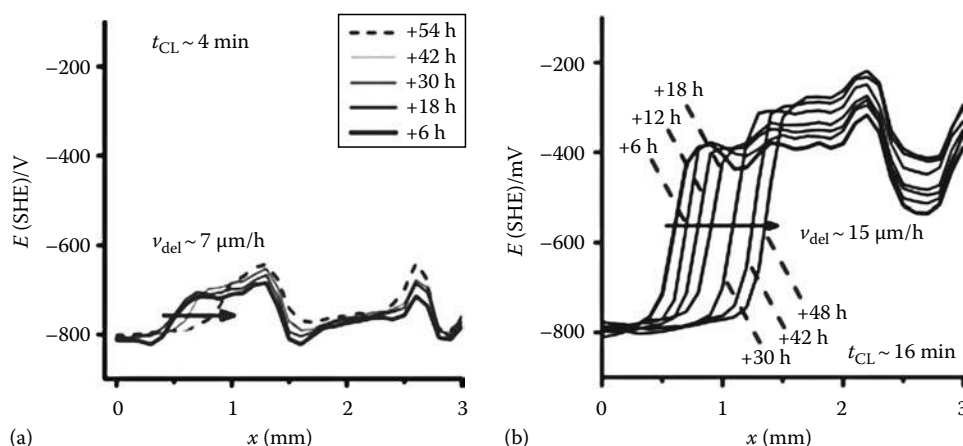 t_CL ~ 4 min
+54 h
+42 h
+30 h
+18 h
+6 h
−200
−400
−600
−800
E (SHE)/V
v_del ~ 7 μm/h
0
1
2
3
x (mm)
(a)
−200
−400
−600
−800
E (SHE)/mV
+18 h
+12 h
+6 h
v_del ~ 15 μm/h
+48 h
+42 h
+30 h
t_CL ~ 16 min
0
1
2
3
x (mm)
(b)